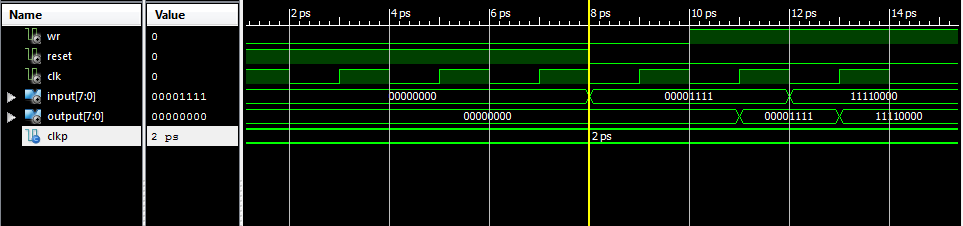 Name Value 2 ps 4 ps 6 ps 8 ps 10 ps 12 ps 14 ps
wr 0
reset 0
clk 0
input[7:0] 00001111 00000000 00001111 11110000
output[7:0] 00000000 00000000 00001111 11110000
clkp 2 ps 2 ps